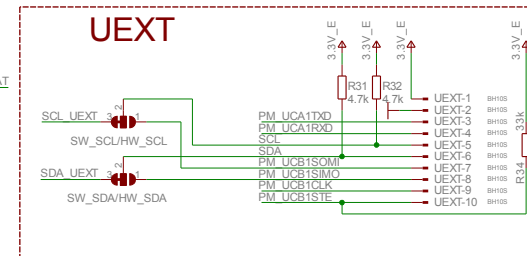 UEXT
3.3V_E
3.3V_E
3.3V_E
3.3V_E
R31
4.7k
R32
4.7k
33k
R34
AT
SCL_UEXT
3
2
1
SW_SCL/HW_SCL
SDA_UEXT
3
2
1
SW_SDA/HW_SDA
PM_UCA1TXD
PM_UCA1RXD
SCL
SDA
PM_UCB1SOMI
PM_UCB1SIMO
PM_UCB1CLK
PM_UCB1STE
UEXT-1 BH10S
UEXT-2 BH10S
UEXT-3 BH10S
UEXT-4 BH10S
UEXT-5 BH10S
UEXT-6 BH10S
UEXT-7 BH10S
UEXT-8 BH10S
UEXT-9 BH10S
UEXT-10 BH10S